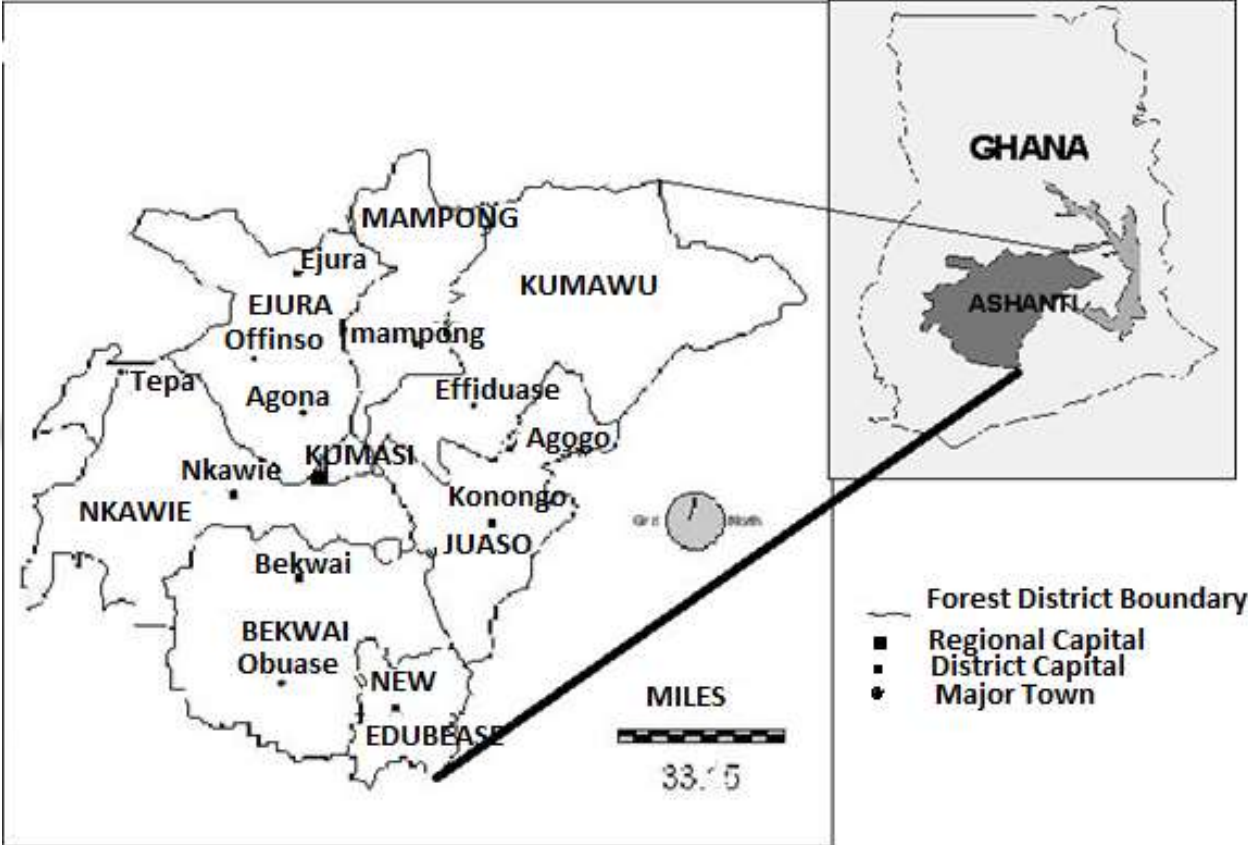 MAMPONG
Ejura
EJURA
KUMAWU
Offinso
mampong
Tepa
Agona
Effiduase
Agogo
KUMASI
Nkawie
Konongo
NKAWIE
JUASO
Bekwai
BEKWAI
Obuase
NEW
EDUBEASE
MILES
GHANA
ASHANTI
Forest District Boundary
Regional Capital
District Capital
Major Town